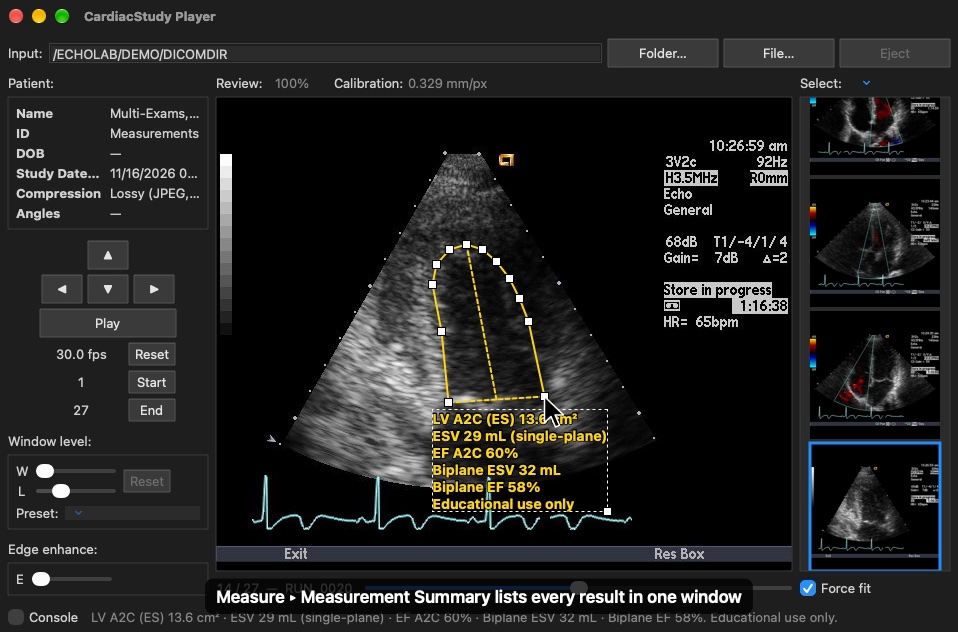 CardiacStudy Player
Input: /ECHOLAB/DEMO/DICOMDIR Folder... File... Eject
Patient: Review: 100% Calibration: 0.329 mm/px Select:
Name Multi-Exams,...
ID Measurements
DOB —
Study Date... 11/16/2026 0...
Compression Lossy (JPEG,...
Angles —
▲
◀ ▼ ▶
Play
30.0 fps Reset
1 Start
27 End
Window level:
W
L Reset
Preset:
Edge enhance:
E
10:26:59 am
3V2c 92Hz
H3.5MHz R0mm
Echo
General
68dB T1/-4/1/4
Gain= 7dB Δ=2
Store in progress
1:16:38
HR= 65bpm
LV A2C (ES) 13.6 cm²
ESV 29 mL (single-plane)
EF A2C 60%
Biplane ESV 32 mL
Biplane EF 58%
Educational use only
Exit Res Box
14 / 27 — RUN_0020
Force fit
Measure ▸ Measurement Summary lists every result in one window
Console LV A2C (ES) 13.6 cm² · ESV 29 mL (single-plane) · EF A2C 60% · Biplane ESV 32 mL · Biplane EF 58%. Educational use only.